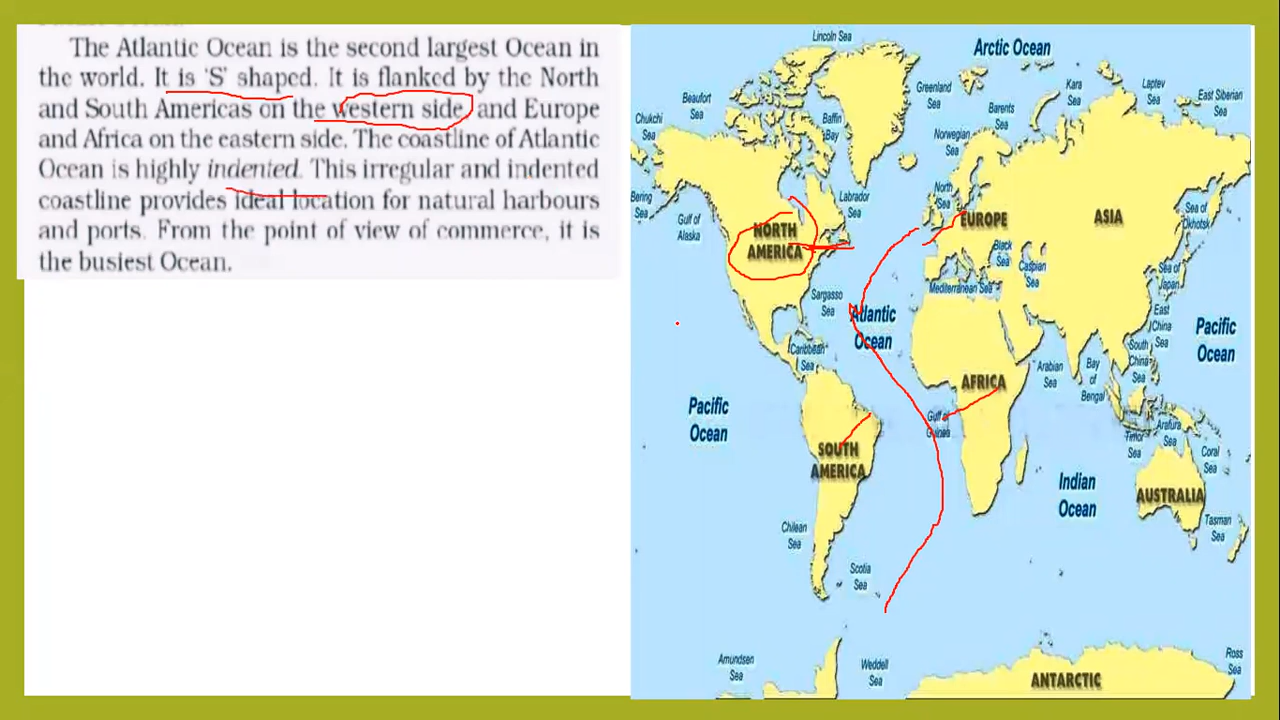 The Atlantic Ocean is the second largest Ocean in
the world. It is 'S' shaped. It is flanked by the North
and South Americas on the western side and Europe
and Africa on the eastern side. The coastline of Atlantic
Ocean is highly indented. This irregular and indented
coastline provides ideal location for natural harbours
and ports. From the point of view of commerce, it is
the busiest Ocean.
Lincoln Sea
Arctic Ocean
Greenland
Sea
Kara
Sea
Laptev
Sea
East Siberian
Sea
Beaufort
Sea
Barents
Sea
Chukchi
Sea
Baffin
Bay
Norwegian
Sea
Bering
Sea
Labrador
Sea
North
Sea
Gulf of
Alaska
NORTH
AMERICA
EUROPE
ASIA
Sea of
Okhotsk
Black
Sea
Caspian
Sea
Sea of
Japan
Mediterranean Sea
Sargasso
Sea
Atlantic
Ocean
East
China
Sea
Pacific
Ocean
Caribbean
Sea
South
China
Sea
Arabian
Sea
Bay
of
Bengal
AFRICA
Pacific
Ocean
Gulf of
Guinea
SOUTH
AMERICA
Timor
Sea
Arafura
Sea
Coral
Sea
Indian
Ocean
AUSTRALIA
Chilean
Sea
Tasman
Sea
Scotia
Sea
Amundsen
Sea
Weddell
Sea
ANTARCTIC
Ross
Sea